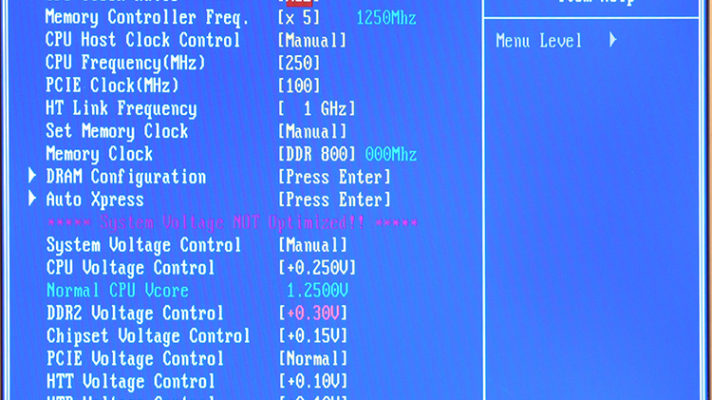 Memory Controller Freq. [x 5] 1250Mhz
CPU Host Clock Control [Manual]
Menu Level
CPU Frequency(MHz) [250]
PCIE Clock(MHz) [100]
HT Link Frequency [ 1 GHz]
Set Memory Clock [Manual]
Memory Clock [DDR 800] 000Mhz
DRAM Configuration [Press Enter]
Auto Xpress [Press Enter]
***** System Voltage NOT Optimized!! *****
System Voltage Control [Manual]
CPU Voltage Control [+0.250V]
Normal CPU Vcore 1.2500V
DDR2 Voltage Control [+0.30V]
Chipset Voltage Control [+0.15V]
PCIE Voltage Control [Normal]
HTT Voltage Control [+0.10V]